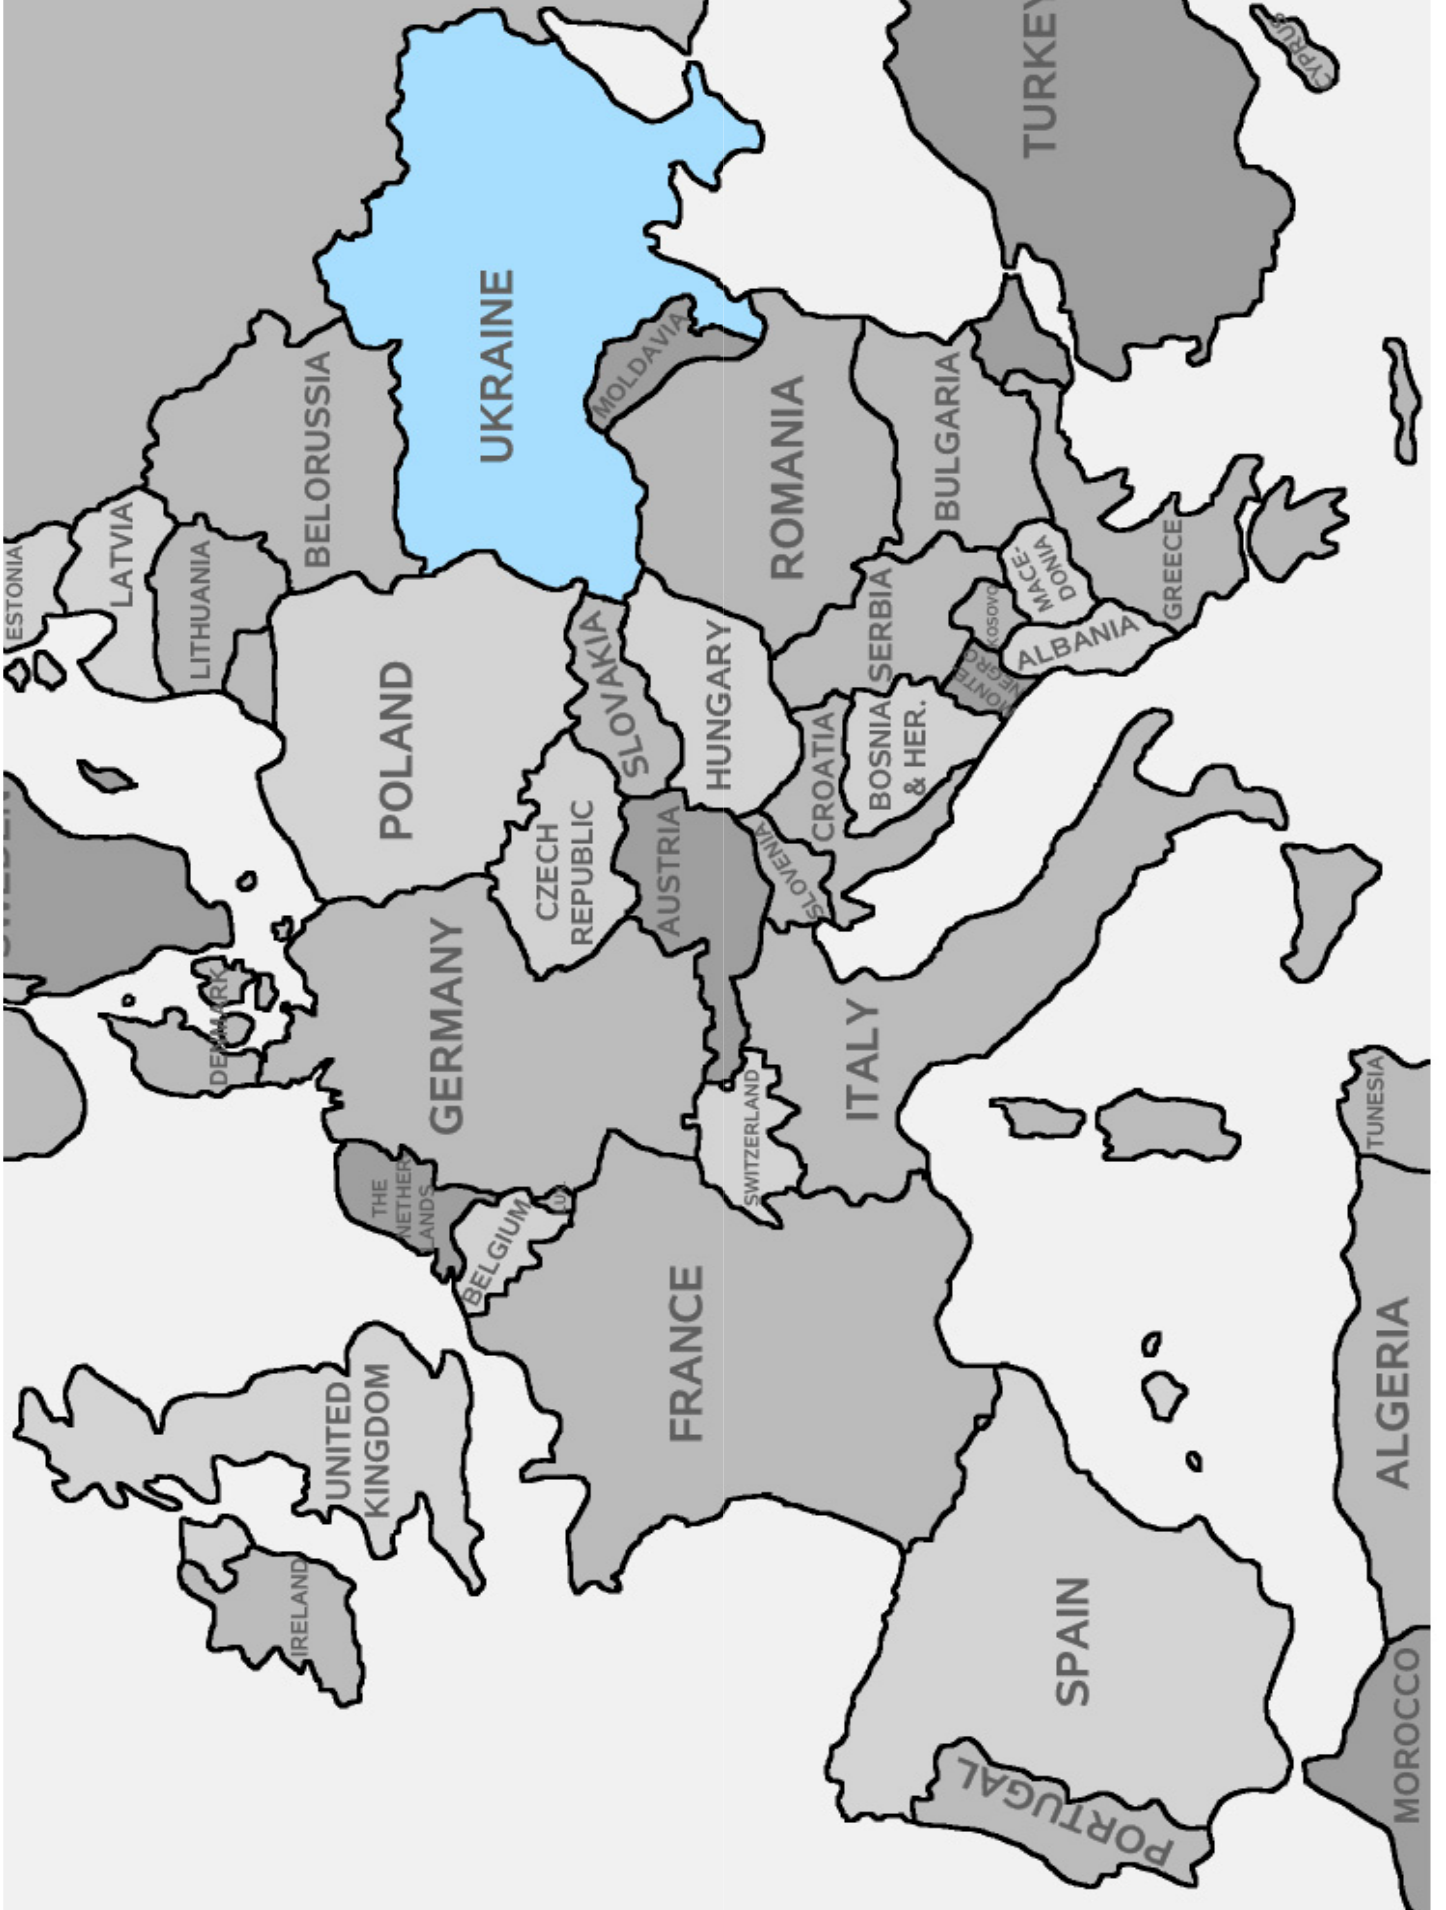 SWEDEN
ESTONIA
LATVIA
LITHUANIA
BELORUSSIA
DENMARK
IRELAND
UNITED
KINGDOM
THE
NETHER
LANDS
BELGIUM
LUX.
GERMANY
POLAND
UKRAINE
CZECH
REPUBLIC
SLOVAKIA
MOLDAVIA
FRANCE
SWITZERLAND
AUSTRIA
HUNGARY
ROMANIA
SLOVENIA
CROATIA
BOSNIA
& HER.
SERBIA
MONTE
NEGRO
KOSOVO
BULGARIA
ITALY
ALBANIA
MACE-
DONIA
GREECE
TURKEY
CYPRUS
PORTUGAL
SPAIN
MOROCCO
ALGERIA
TUNESIA